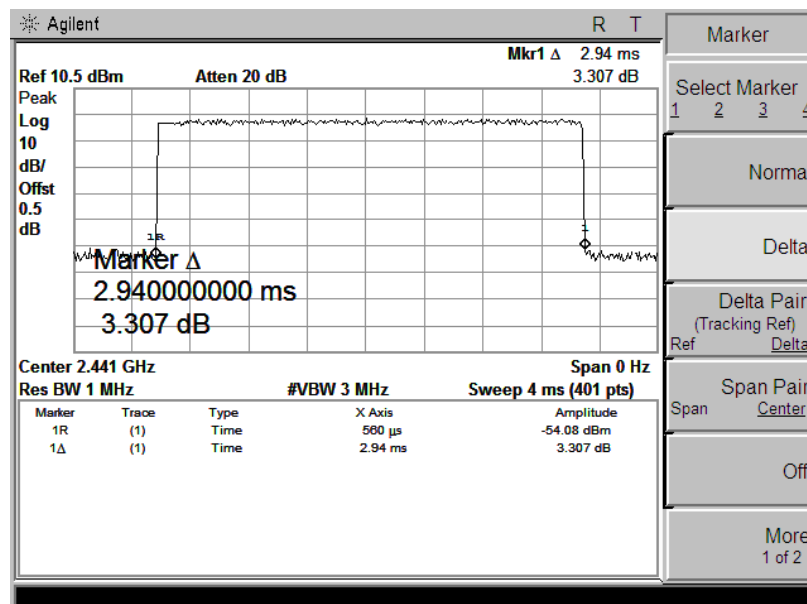 Agilent R T
Mkr1 Δ 2.94 ms
Ref 10.5 dBm Atten 20 dB 3.307 dB
Peak
Log
10
dB/
Offst
0.5
dB
1R
1
Marker Δ
2.940000000 ms
3.307 dB
Center 2.441 GHz Span 0 Hz
Res BW 1 MHz #VBW 3 MHz Sweep 4 ms (401 pts)
Marker Trace Type X Axis Amplitude
1R (1) Time 560 µs -54.08 dBm
1Δ (1) Time 2.94 ms 3.307 dB
Marker
Select Marker
1 2 3 4
Norma
Delta
Delta Pair
(Tracking Ref)
Ref Delta
Span Pair
Span Center
Off
More
1 of 2